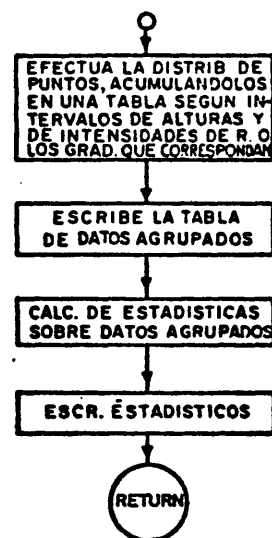 EFECTUA LA DISTRIB DE
PUNTOS, ACUMULANDOLOS
EN UNA TABLA SEGUN IN-
TERVALOS DE ALTURAS Y
DE INTENSIDADES DE R. O
LOS GRAD. QUE CORRESPONDAN
ESCRIBE LA TABLA
DE DATOS AGRUPADOS
CALC. DE ESTADISTICAS
SOBRE DATOS AGRUPADOS
ESCR. ESTADISTICOS
RETURN